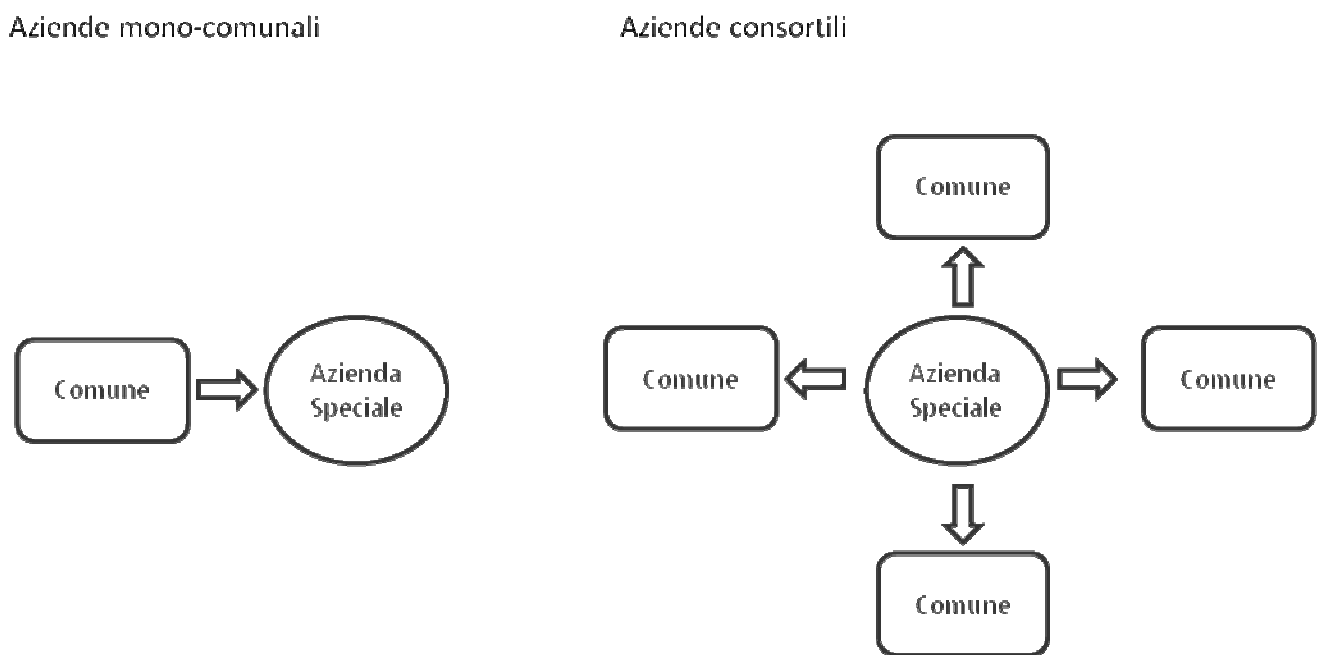 Aziende mono-comunali
Aziende consortili
Comune
Azienda
Speciale
Comune
Comune
Azienda
Speciale
Comune
Comune